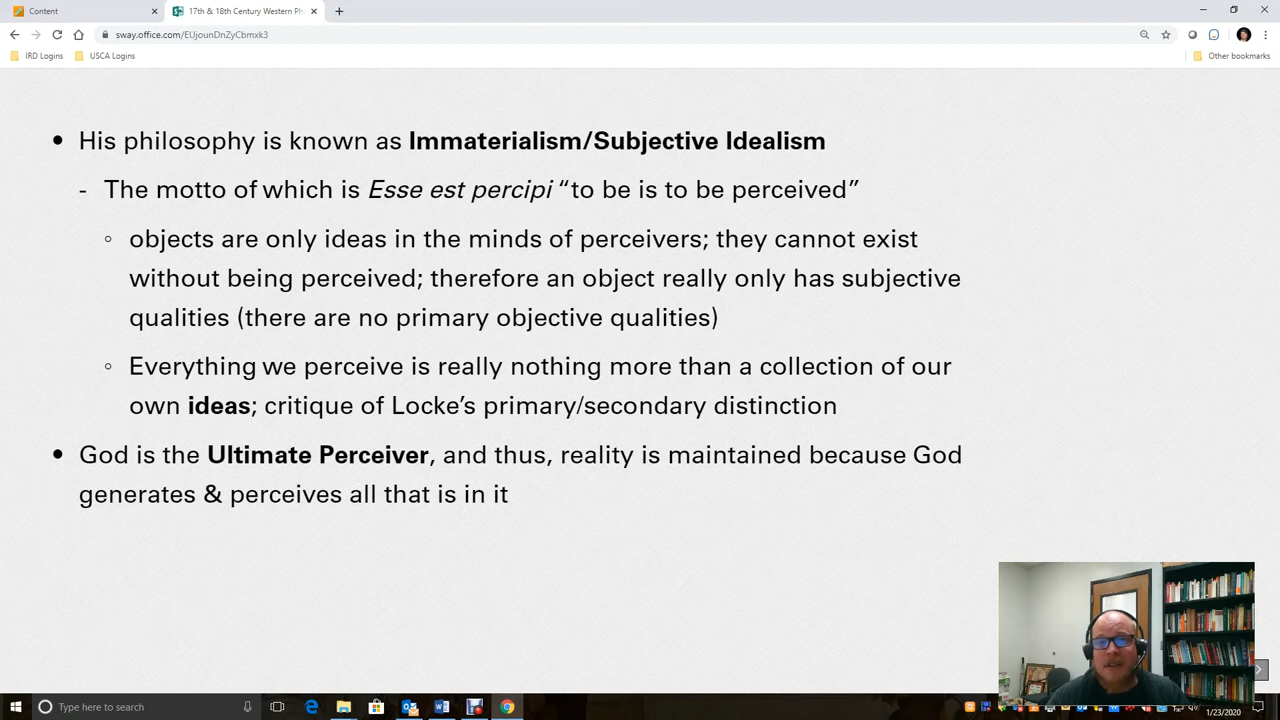 Content
17th & 18th Century Western Ph
sway.office.com/EUjounDnZyCbmxk3
IRD Logins
USCA Logins
Other bookmarks
• His philosophy is known as Immaterialism/Subjective Idealism
- The motto of which is Esse est percipi “to be is to be perceived”
◦ objects are only ideas in the minds of perceivers; they cannot exist
without being perceived; therefore an object really only has subjective
qualities (there are no primary objective qualities)
◦ Everything we perceive is really nothing more than a collection of our
own ideas; critique of Locke’s primary/secondary distinction
• God is the Ultimate Perceiver, and thus, reality is maintained because God
generates & perceives all that is in it
Type here to search
1/23/2020